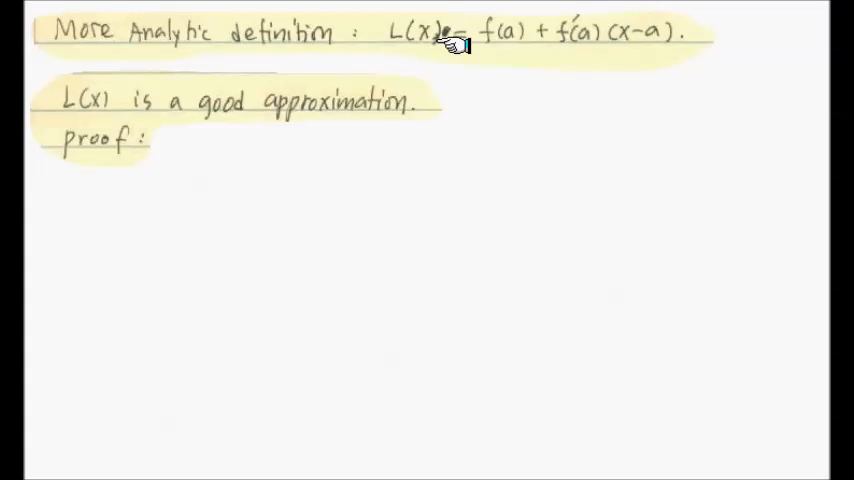 More Analytic definition : L(x) = f(a) + f'(a) (x-a).
L(x) is a good approximation.
proof :